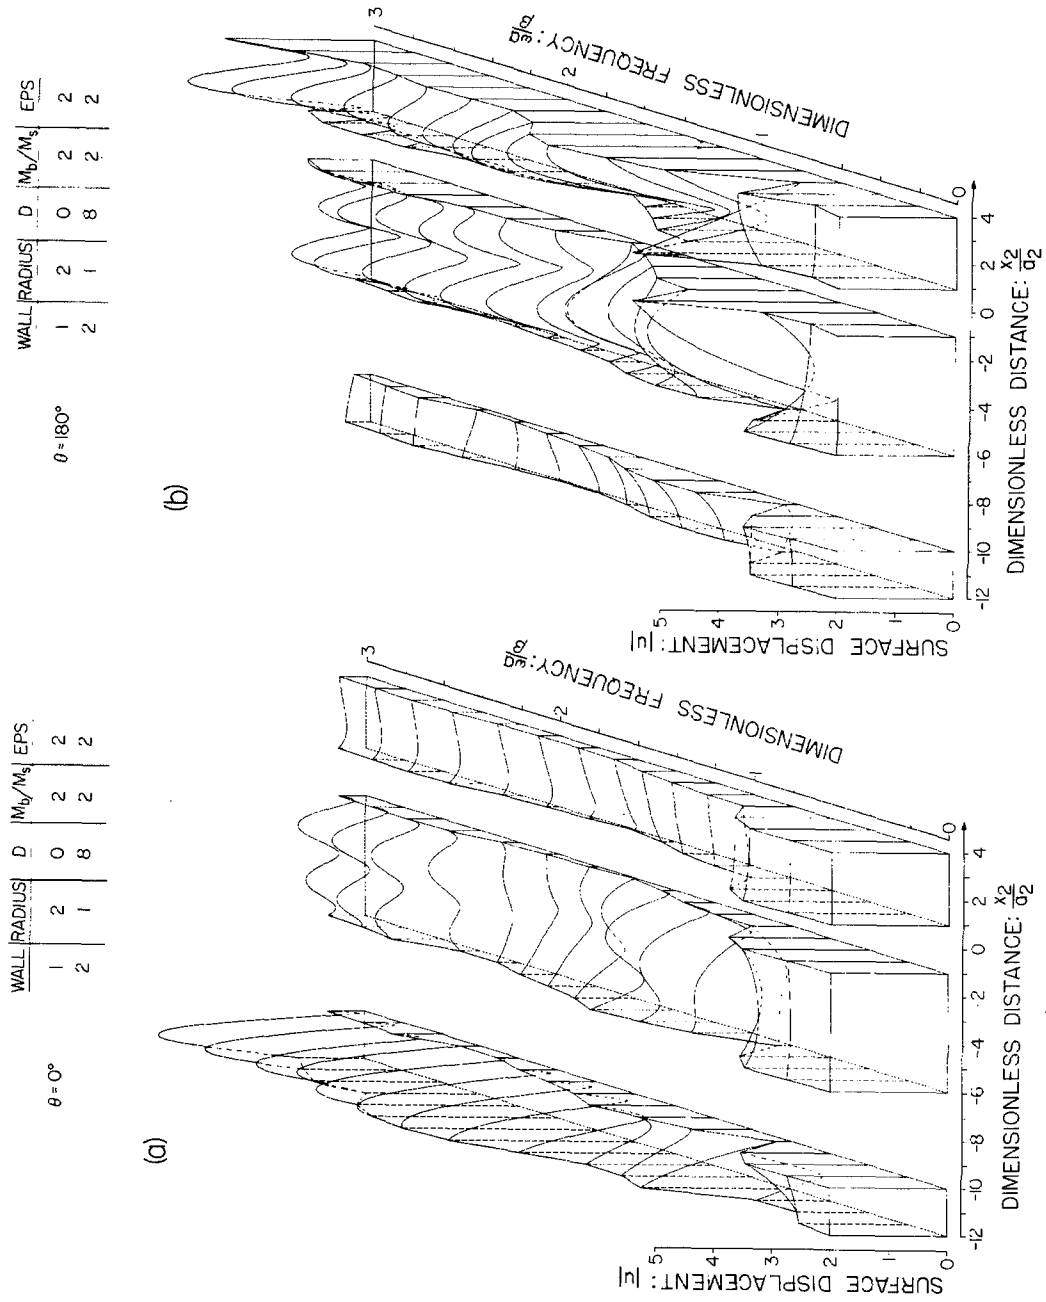 (a)
θ = 0°
WALL RADIUS D Mb/Ms EPS
1 2 0 2 2
2 1 8 2 2
SURFACE DISPLACEMENT: |u|
5
4
3
2
1
0
-12 -10 -8 -6 -4 -2 0 2 4
DIMENSIONLESS DISTANCE: x2/a2
DIMENSIONLESS FREQUENCY: ωa/β
0
1
2
3
(b)
θ = 180°
WALL RADIUS D Mb/Ms EPS
1 2 0 2 2
2 1 8 2 2
SURFACE DISPLACEMENT: |u|
5
4
3
2
1
0
-12 -10 -8 -6 -4 -2 0 2 4
DIMENSIONLESS DISTANCE: x2/a2
DIMENSIONLESS FREQUENCY: ωa/β
0
1
2
3